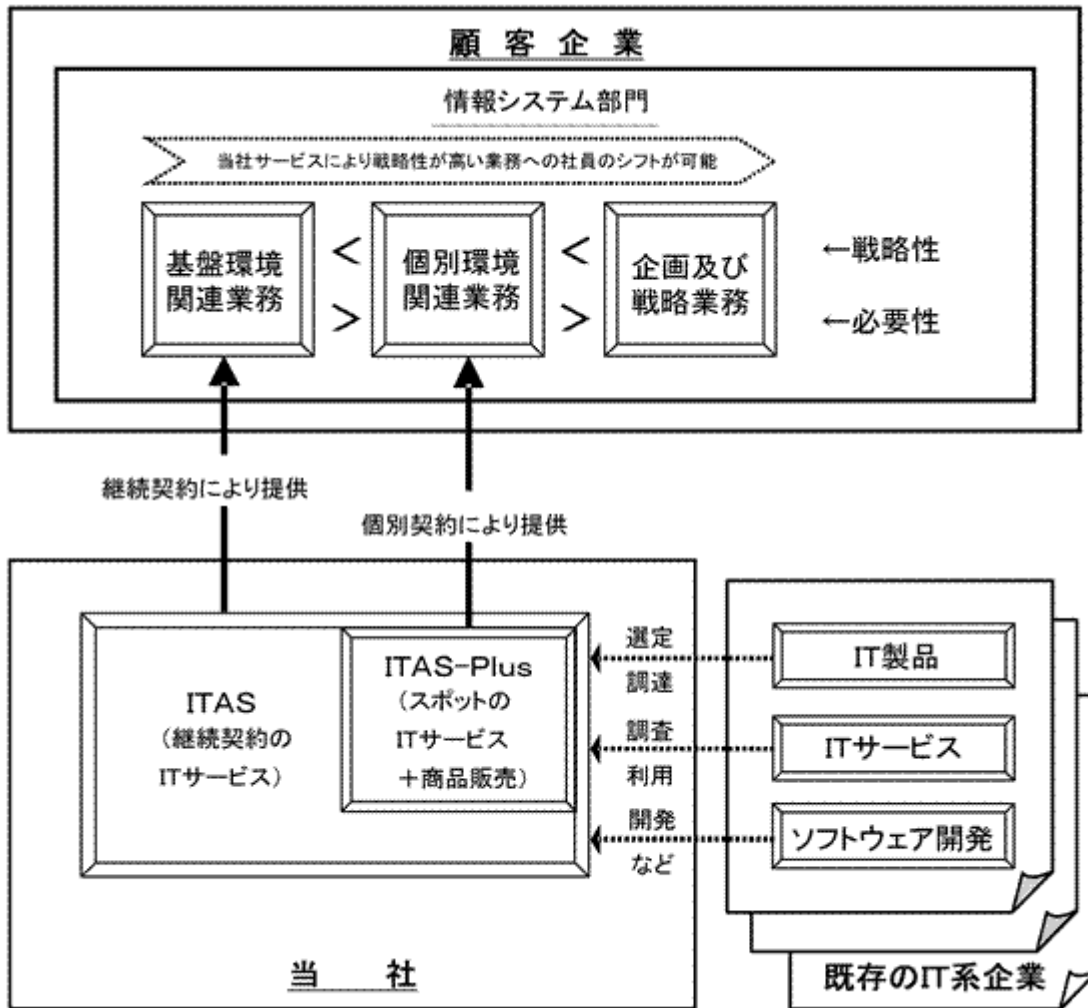 顧客企業
情報システム部門
当社サービスにより戦略性が高い業務への社員のシフトが可能
基盤環境
関連業務
<
>
個別環境
関連業務
<
>
企画及び
戦略業務
←戦略性
←必要性
継続契約により提供
個別契約により提供
ITAS
(継続契約の
ITサービス)
ITAS-Plus
(スポットの
ITサービス
+商品販売)
選定
調達
調査
利用
開発
など
IT製品
ITサービス
ソフトウェア開発
当社
既存のIT系企業